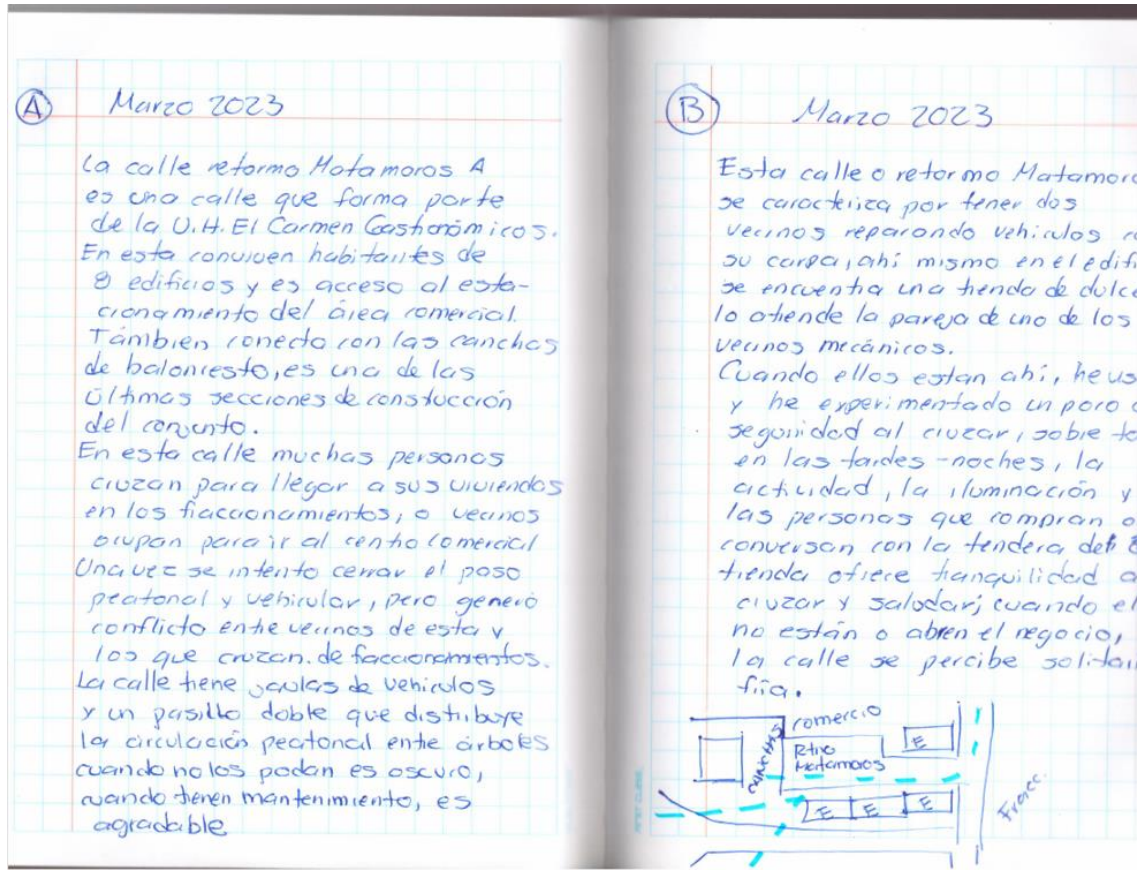 A
Marzo 2023
La calle retorno Matamoros A
es una calle que forma parte
de la U.H. El Carmen Gastronómicos.
En esta conviven habitantes de
8 edificios y es acceso al esta-
cionamiento del área comercial.
Támbien conecta con las canchas
de baloncesto, es una de las
últimas secciones de construcción
del conjunto.
En esta calle muchas personas
cruzan para llegar a sus viviendas
en los fraccionamientos, o vecinos
ocupan para ir al centro comercial
Una vez se intento cerrar el paso
peatonal y vehicular, pero generó
conflicto entre vecinos de esta y
los que cruzan. de fraccionamientos.
La calle tiene jaulas de vehiculos
y un pasillo doble que distribuye
la circulación peatonal entre árboles
cuando no los podan es oscuro,
cuando tienen mantenimiento, es
agradable
B
Marzo 2023
Esta calle o retorno Matamoro
se caracteriza por tener dos
vecinos reparando vehiculos
su carpa, ahí mismo en el edifi
se encuentra una tienda de dulce
lo atiende la pareja de uno de los
vecinos mecánicos.
Cuando ellos estan ahí, he us
y he experimentado un poco
seguridad al cruzar, sobre to
en las tardes-noches, la
actividad, la iluminación y
las personas que compran o
conversan con la tendera de
tienda ofrece tranquilidad a
cruzar y saludar; cuando el
no están o abren el negocio,
la calle se percibe solitari
fría.
comercio
canchas
Rtno
Matamoros
E
E
E
E
Fracc.